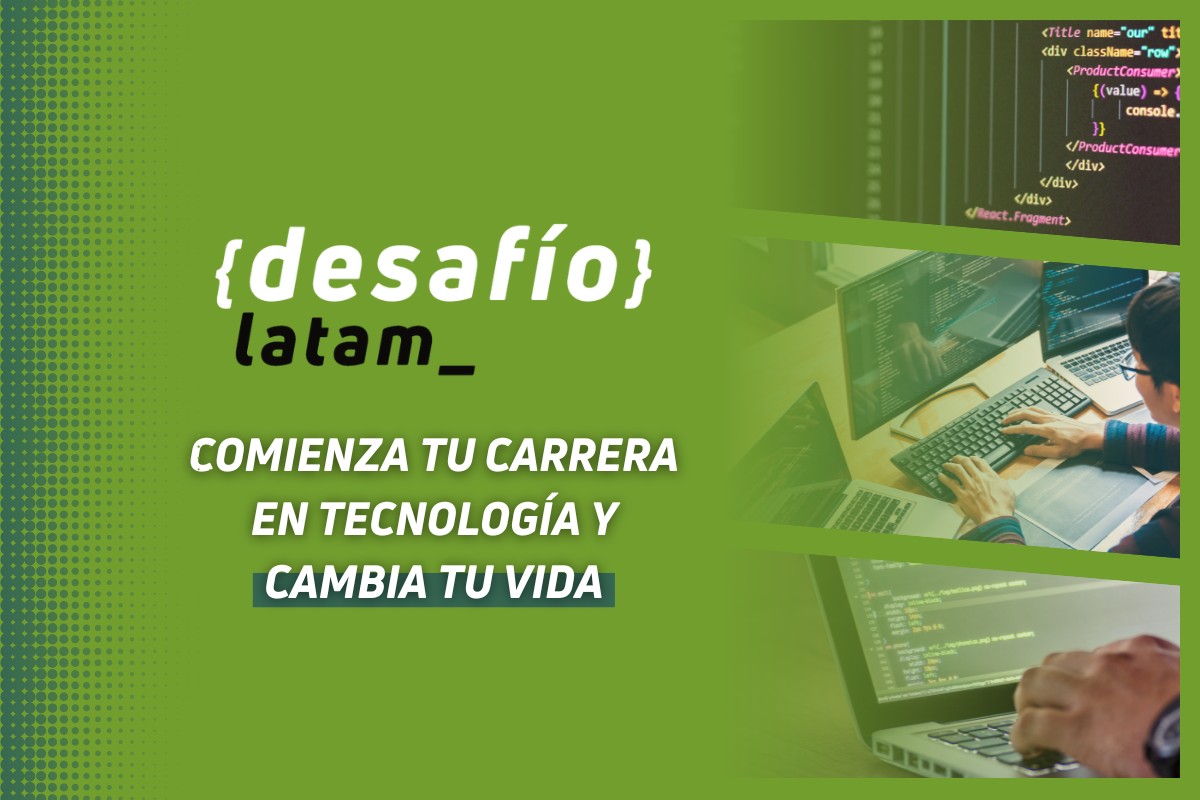 {desafío}
latam_
COMIENZA TU CARRERA
EN TECNOLOGÍA Y
CAMBIA TU VIDA
<Title name="our" tit
<div className="row">
<ProductConsumer>
{(value) => {
console.
}}
</ProductConsumer>
</div>
</div>
</div>
</React.Fragment>